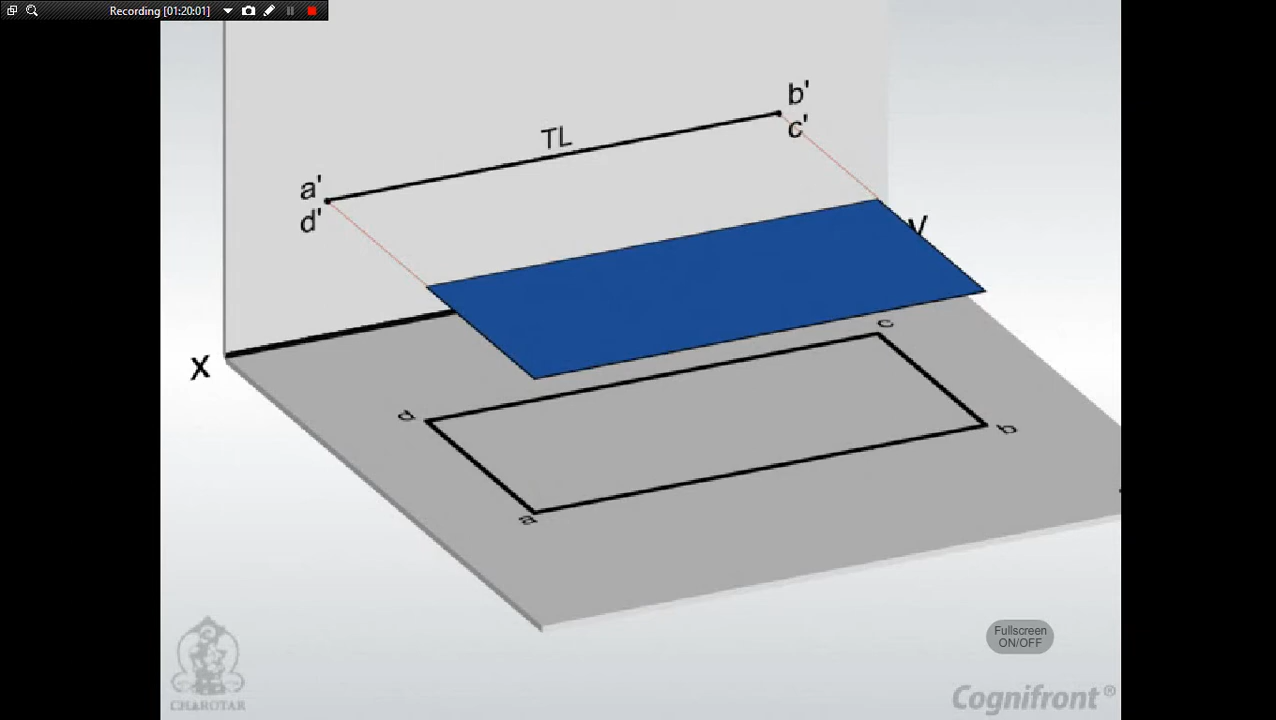 Recording [01:20:01]
b'
TL
c'
a'
d'
y
X
c
d
b
a
Fullscreen
ON/OFF
CHAROTAR
Cognifront®